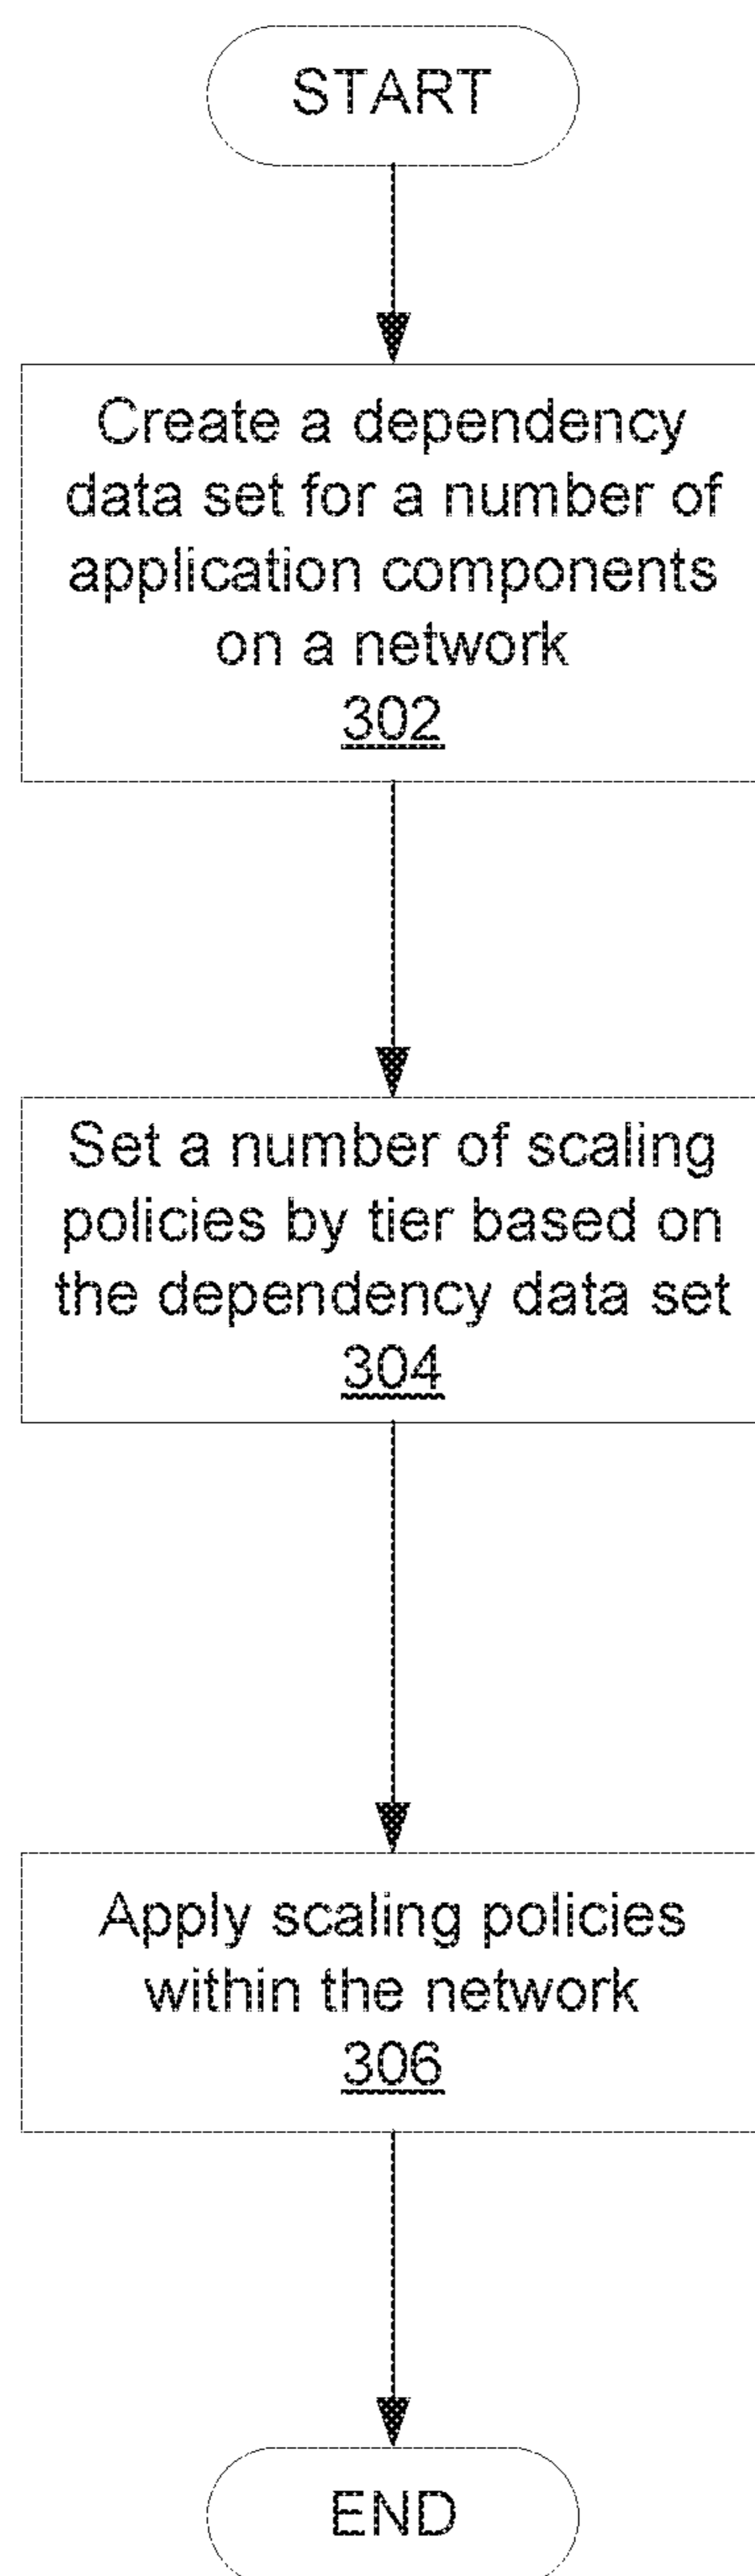 START
Create a dependency
data set for a number of
application components
on a network
302
Set a number of scaling
policies by tier based on
the dependency data set
304
Apply scaling policies
within the network
306
END